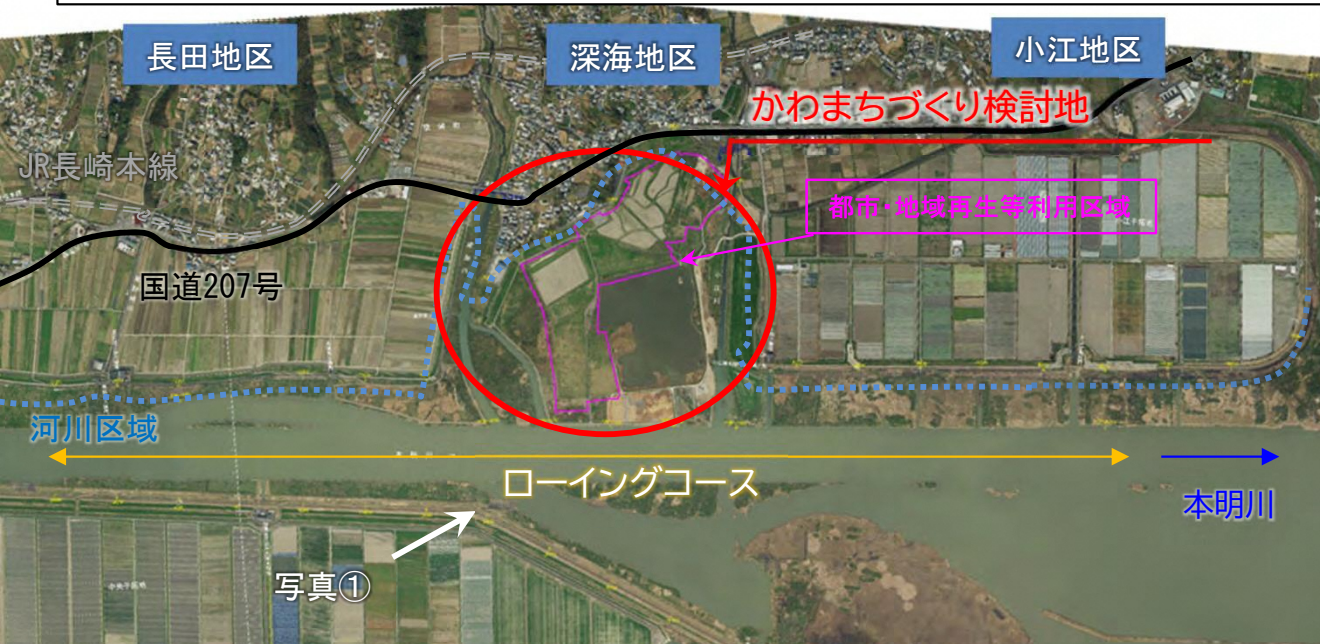 長田地区
深海地区
小江地区
かわまちづくり検討地
JR長崎本線
都市・地域再生等利用区域
国道207号
河川区域
ローイングコース
本明川
写真①